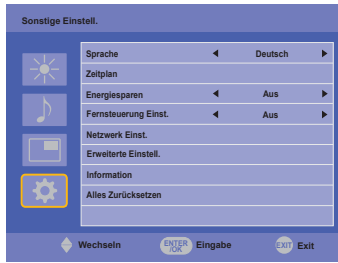 Sonstige Einstell.
Sprache Deutsch
Zeitplan
Energiesparen Aus
Fernsteuerung Einst. Aus
Netzwerk Einst.
Erweiterte Einstell.
Information
Alles Zurücksetzen
Wechseln ENTER /OK Eingabe EXIT Exit